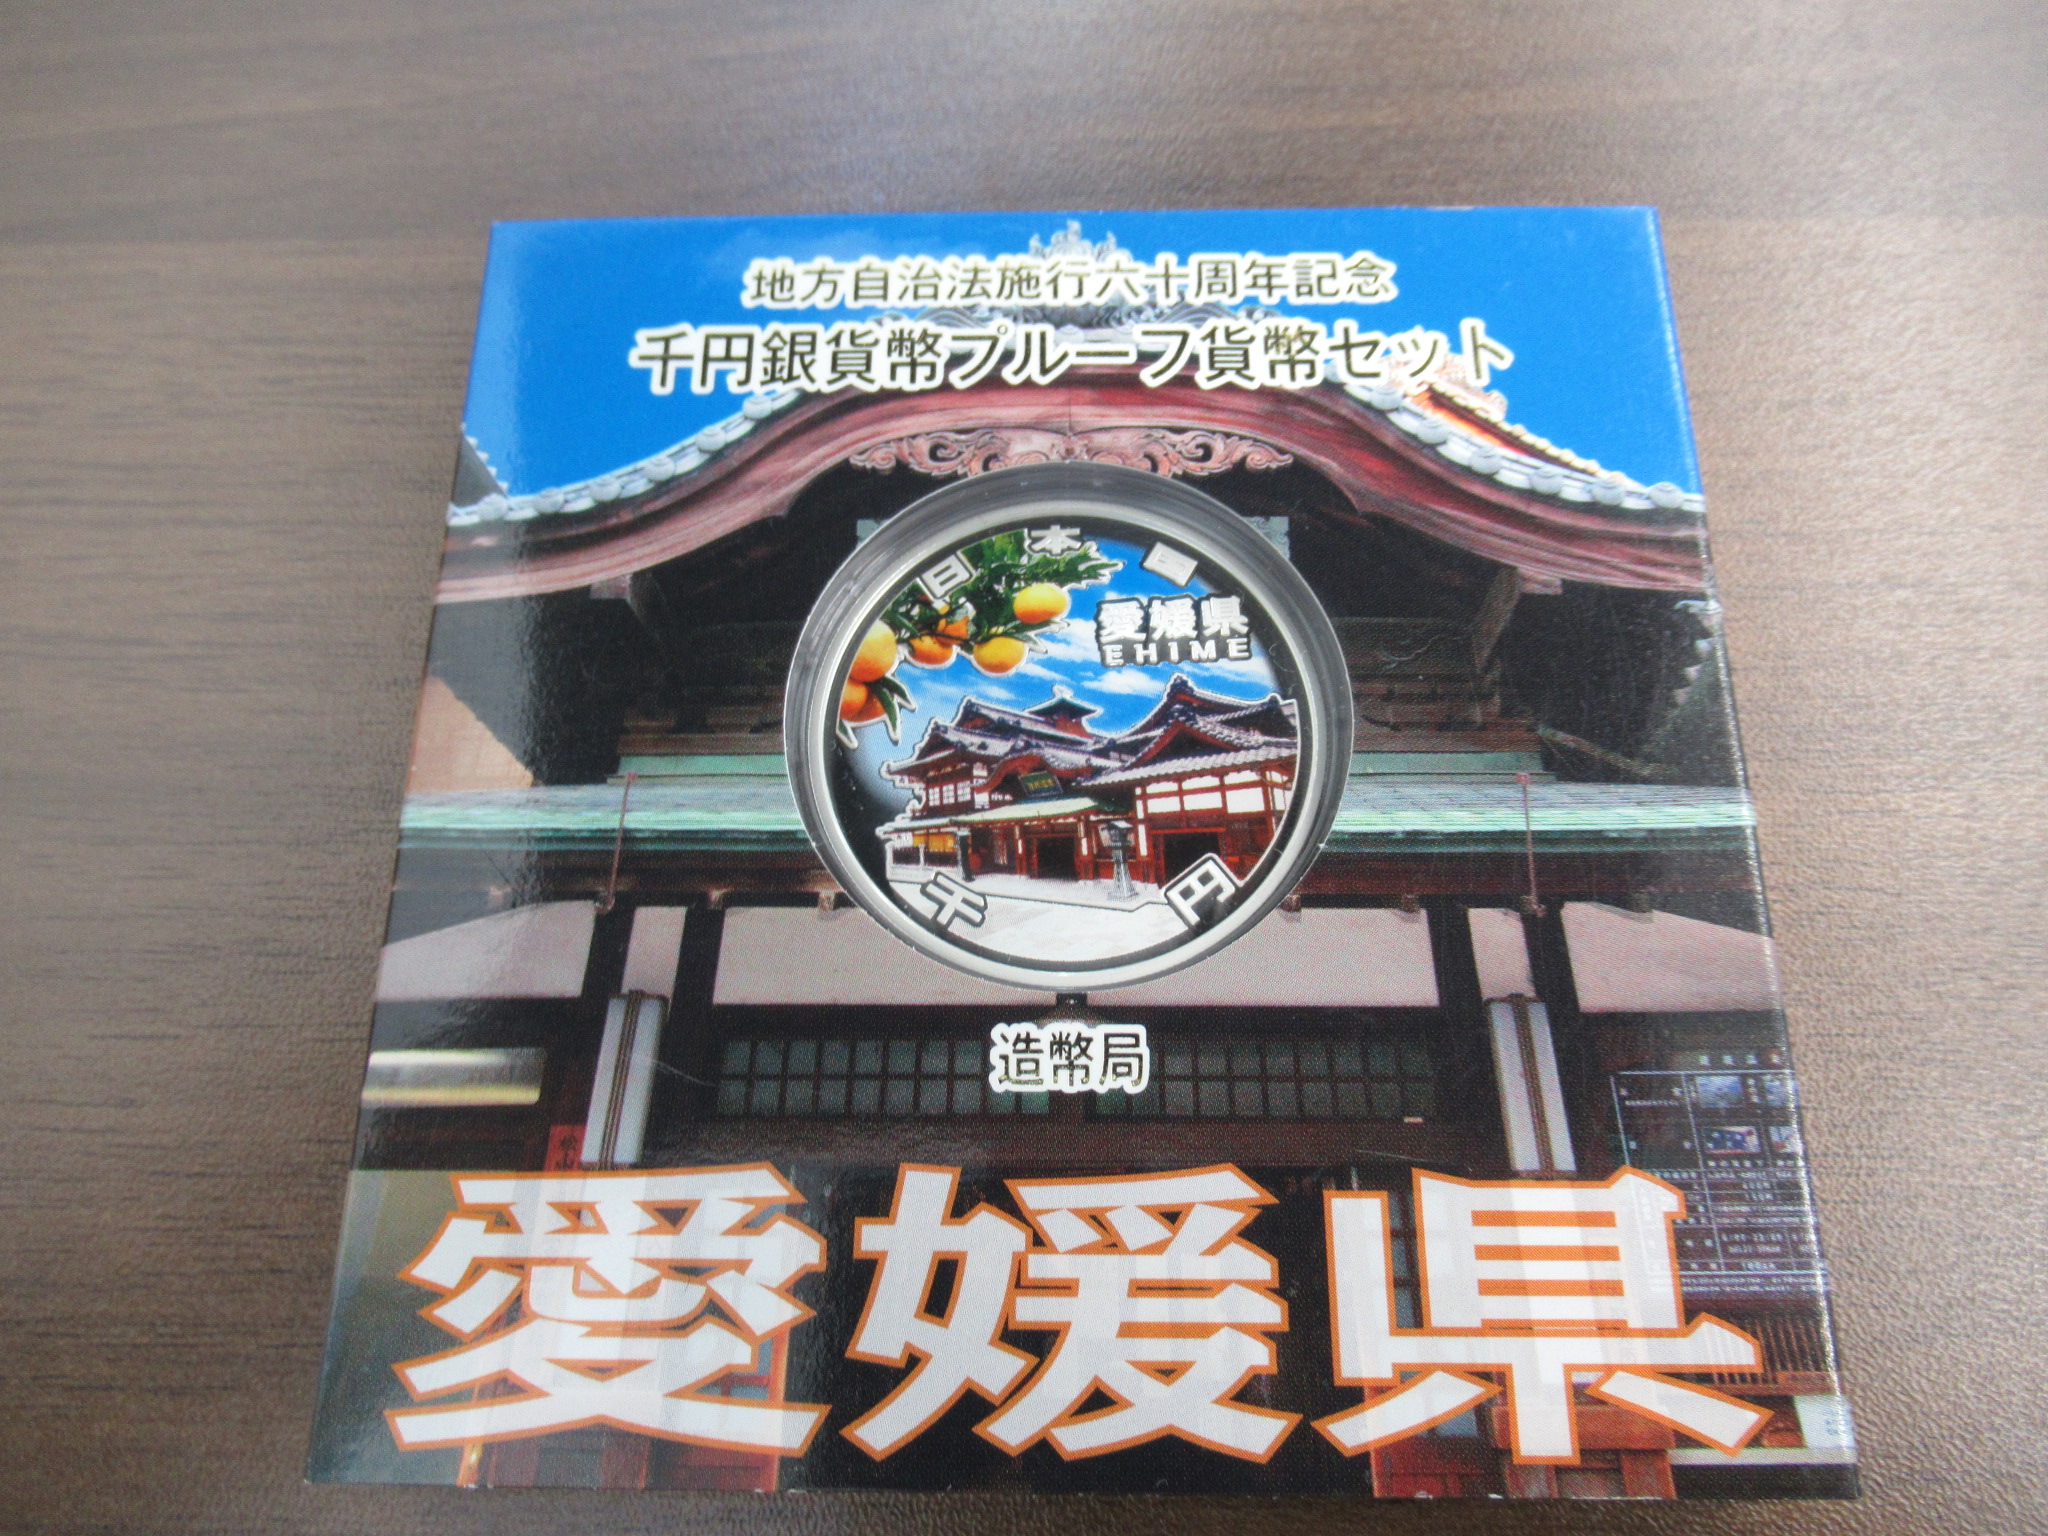 地方自治法施行六十周年記念
千円銀貨幣プルーフ貨幣セット
日本国
愛媛県
EHIME
千円
造幣局
愛媛県